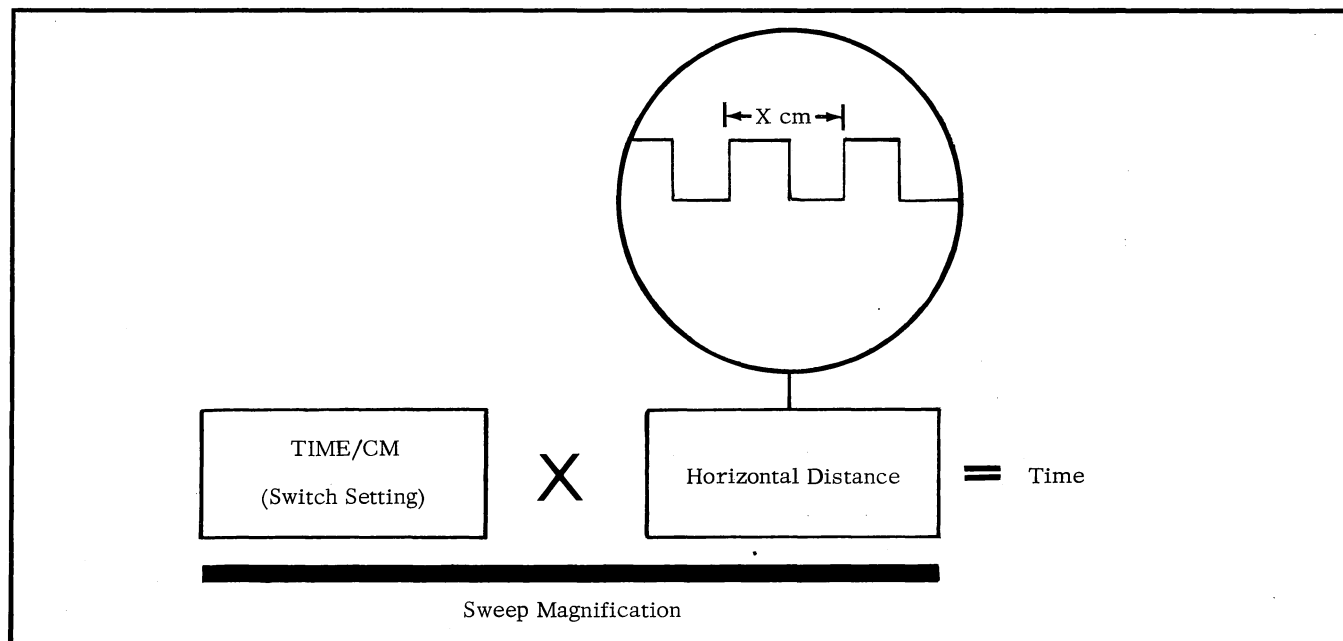 X cm
TIME/CM
(Switch Setting)
X
Horizontal Distance
= Time
Sweep Magnification